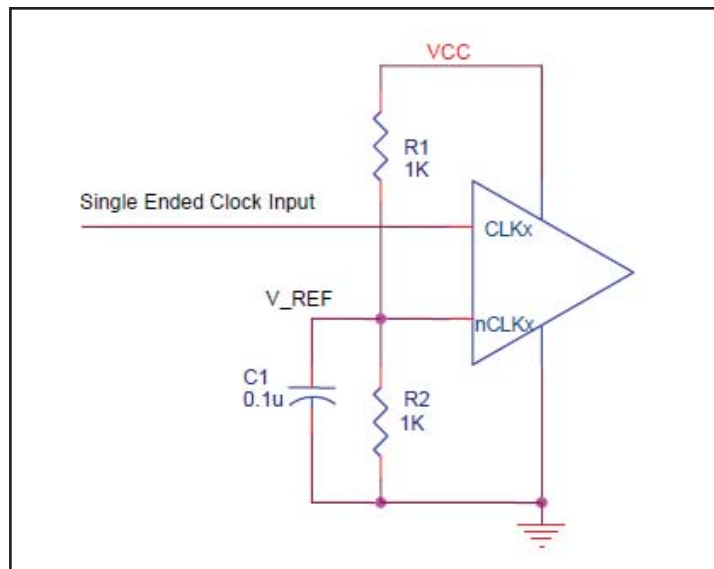 VCC
R1
1K
Single Ended Clock Input
CLKx
V_REF
nCLKx
C1
0.1u
R2
1K